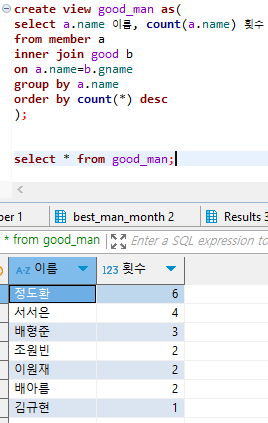 create view good_man as(
select a.name 이름, count(a.name) 횟수
from member a
inner join good b
on a.name=b.gname
group by a.name
order by count(*) desc
);
select * from good_man;
ber 1 best_man_month 2 Results 3
* from good_man Enter a SQL expression to
A-Z 이름 123 횟수
정도환 6
서서은 4
배형준 3
조원빈 2
이원재 2
배아름 2
김규현 1